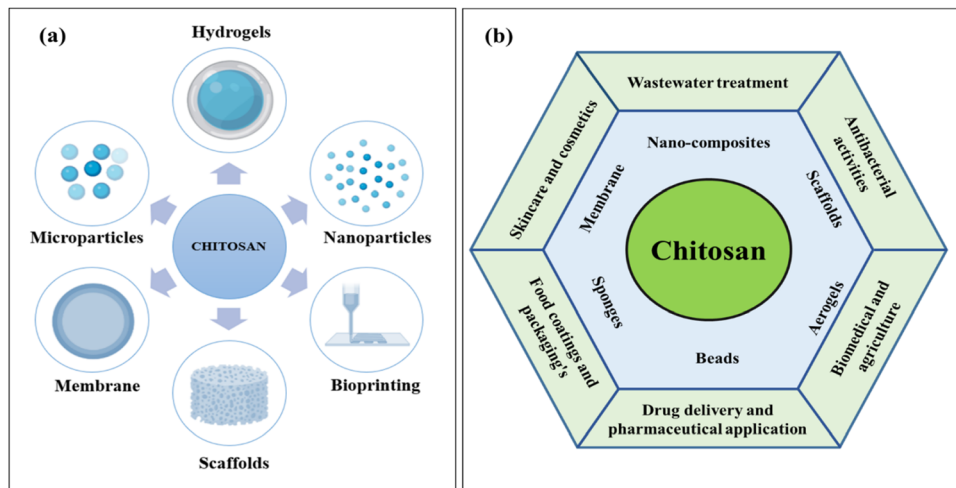 (a)
Hydrogels
Microparticles
CHITOSAN
Nanoparticles
Membrane
Bioprinting
Scaffolds
(b)
Wastewater treatment
Skincare and cosmetics
Antibacterial
activities
Nano-composites
Membrane
Scaffolds
Chitosan
Sponges
Aerogels
Beads
Food coatings and
packaging's
Biomedical and
agriculture
Drug delivery and
pharmaceutical application